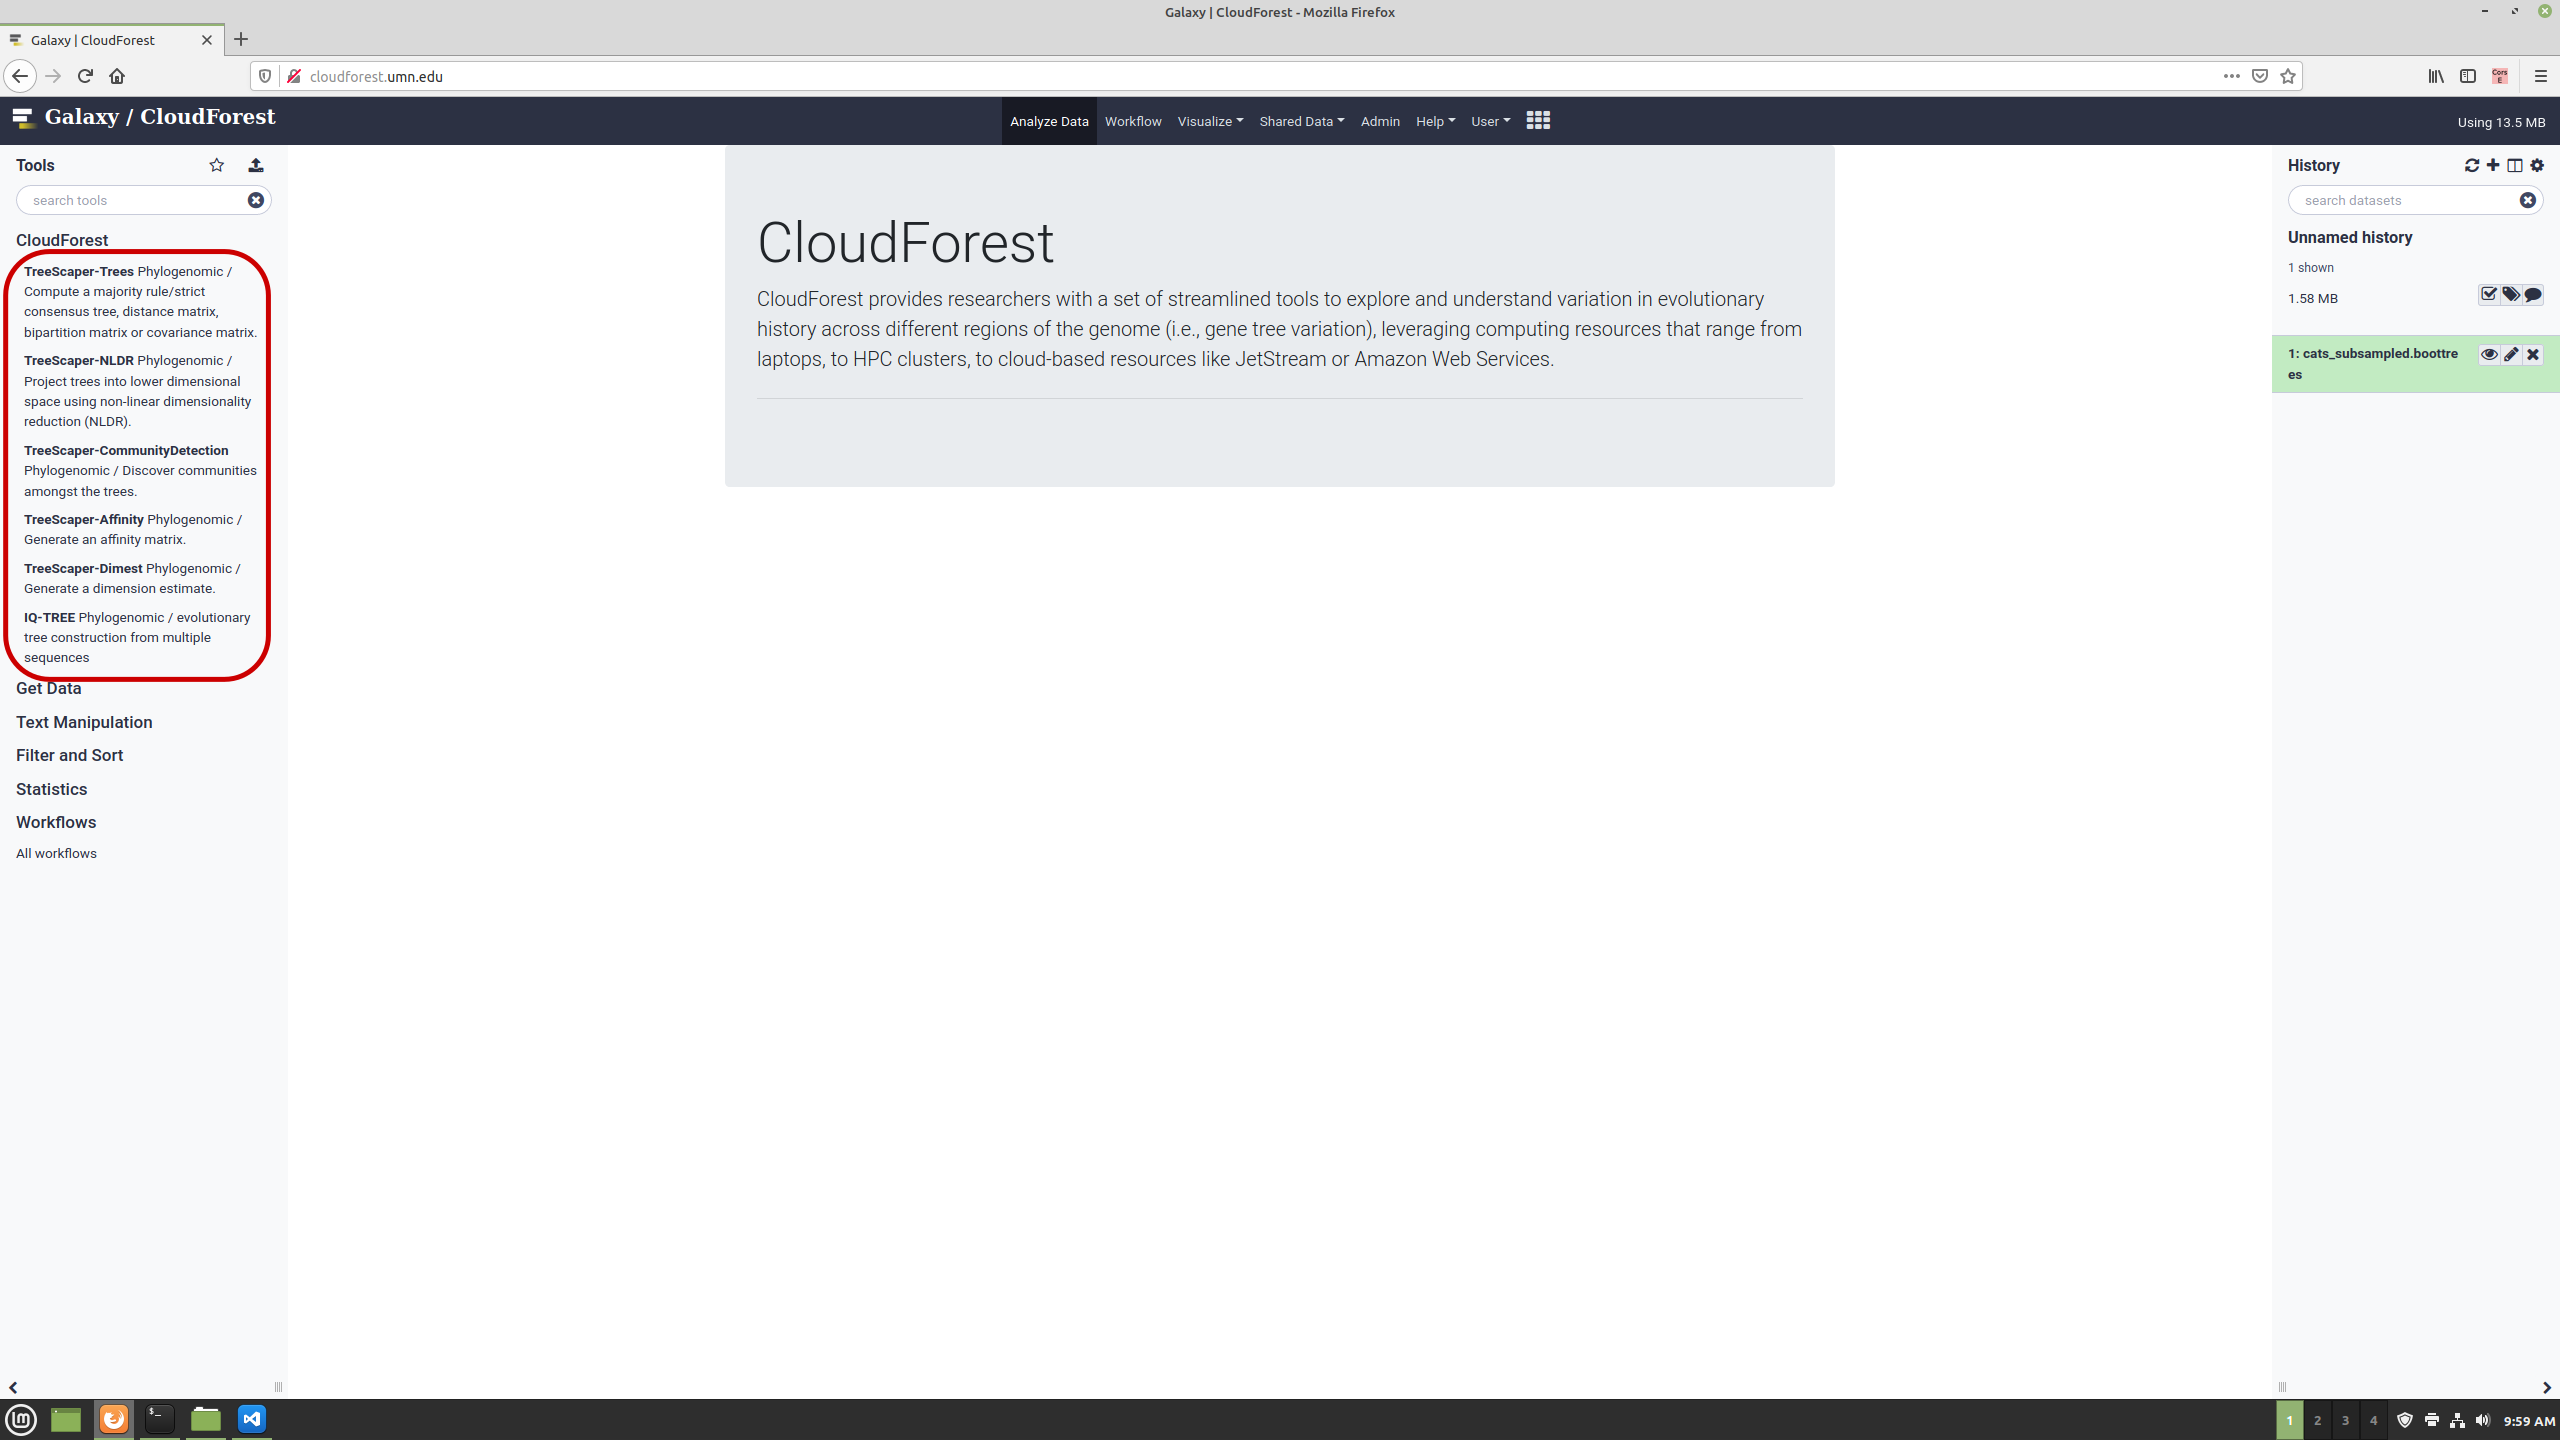 Galaxy | CloudForest - Mozilla Firefox
Galaxy | CloudForest
cloudforest.umn.edu
Cors E
Galaxy / CloudForest
Analyze Data Workflow Visualize Shared Data Admin Help User
Using 13.5 MB
Tools
search tools
CloudForest
TreeScaper-Trees Phylogenomic /
Compute a majority rule/strict
consensus tree, distance matrix,
bipartition matrix or covariance matrix.
TreeScaper-NLDR Phylogenomic /
Project trees into lower dimensional
space using non-linear dimensionality
reduction (NLDR).
TreeScaper-CommunityDetection
Phylogenomic / Discover communities
amongst the trees.
TreeScaper-Affinity Phylogenomic /
Generate an affinity matrix.
TreeScaper-Dimest Phylogenomic /
Generate a dimension estimate.
IQ-TREE Phylogenomic / evolutionary
tree construction from multiple
sequences
Get Data
Text Manipulation
Filter and Sort
Statistics
Workflows
All workflows
CloudForest
CloudForest provides researchers with a set of streamlined tools to explore and understand variation in evolutionary
history across different regions of the genome (i.e., gene tree variation), leveraging computing resources that range from
laptops, to HPC clusters, to cloud-based resources like JetStream or Amazon Web Services.
History
search datasets
Unnamed history
1 shown
1.58 MB
1: cats_subsampled.boottre
es
1 2 3 4
9:59 AM